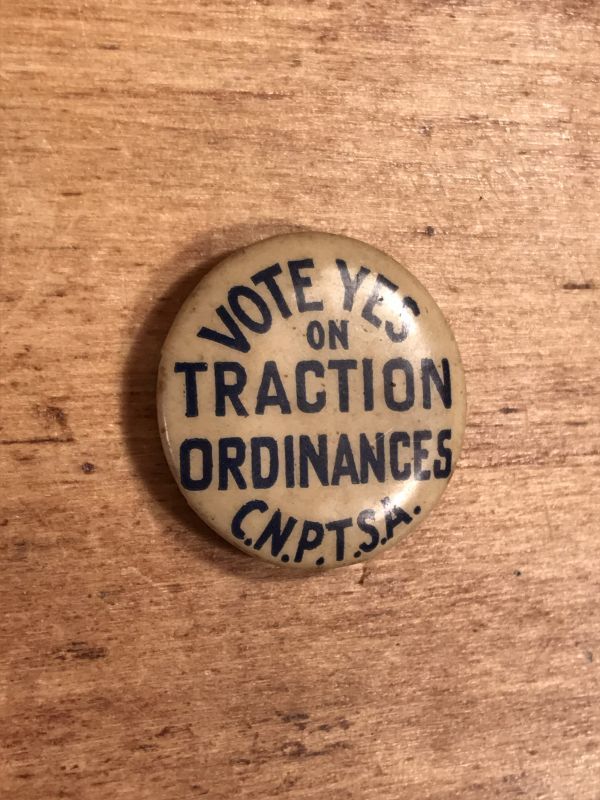 VOTE YES
ON
TRACTION
ORDINANCES
C.N.P.T.S.A.